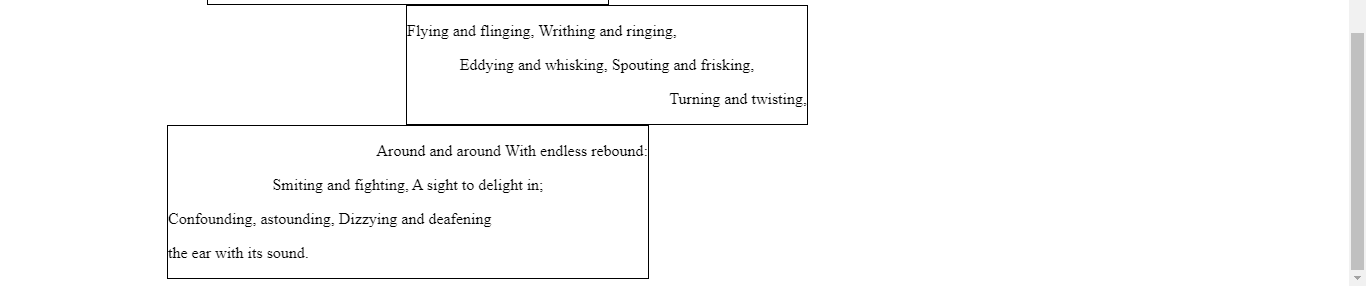 Flying and flinging, Writhing and ringing,
Eddying and whisking, Spouting and frisking,
Turning and twisting,
Around and around With endless rebound:
Smiting and fighting, A sight to delight in;
Confounding, astounding, Dizzying and deafening
the ear with its sound.